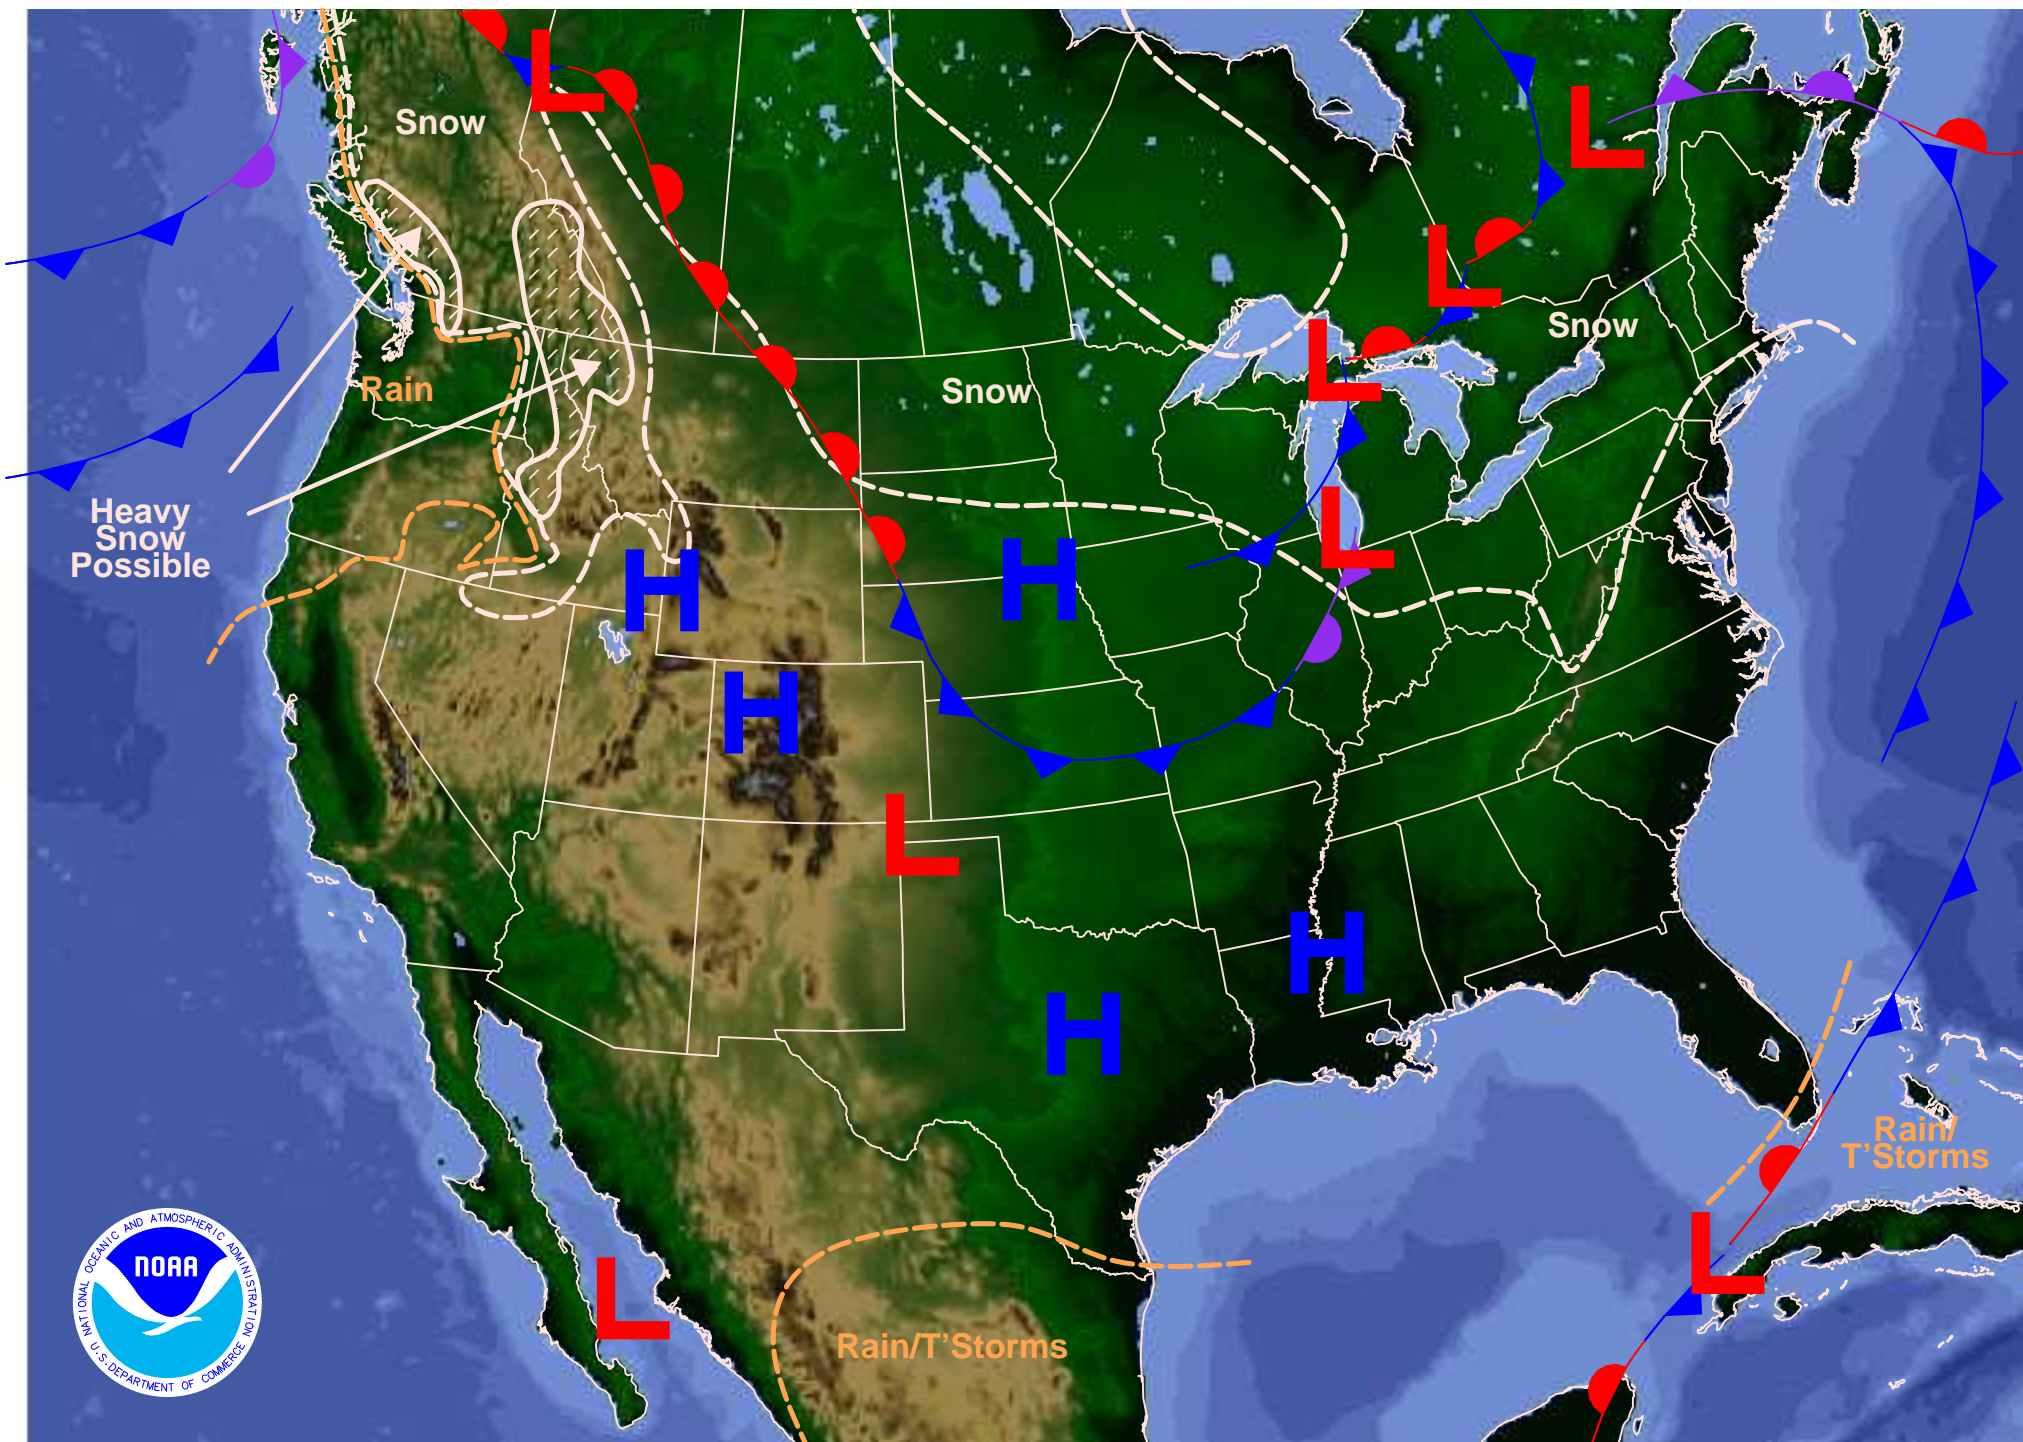 L
Snow
L
L
Snow
L
Rain
Snow
Heavy
Snow
Possible
L
H
H
H
L
H
H
Rain/
T'Storms
L
L
Rain/T'Storms
NATIONAL OCEANIC AND ATMOSPHERIC ADMINISTRATION
NOAA
U.S. DEPARTMENT OF COMMERCE